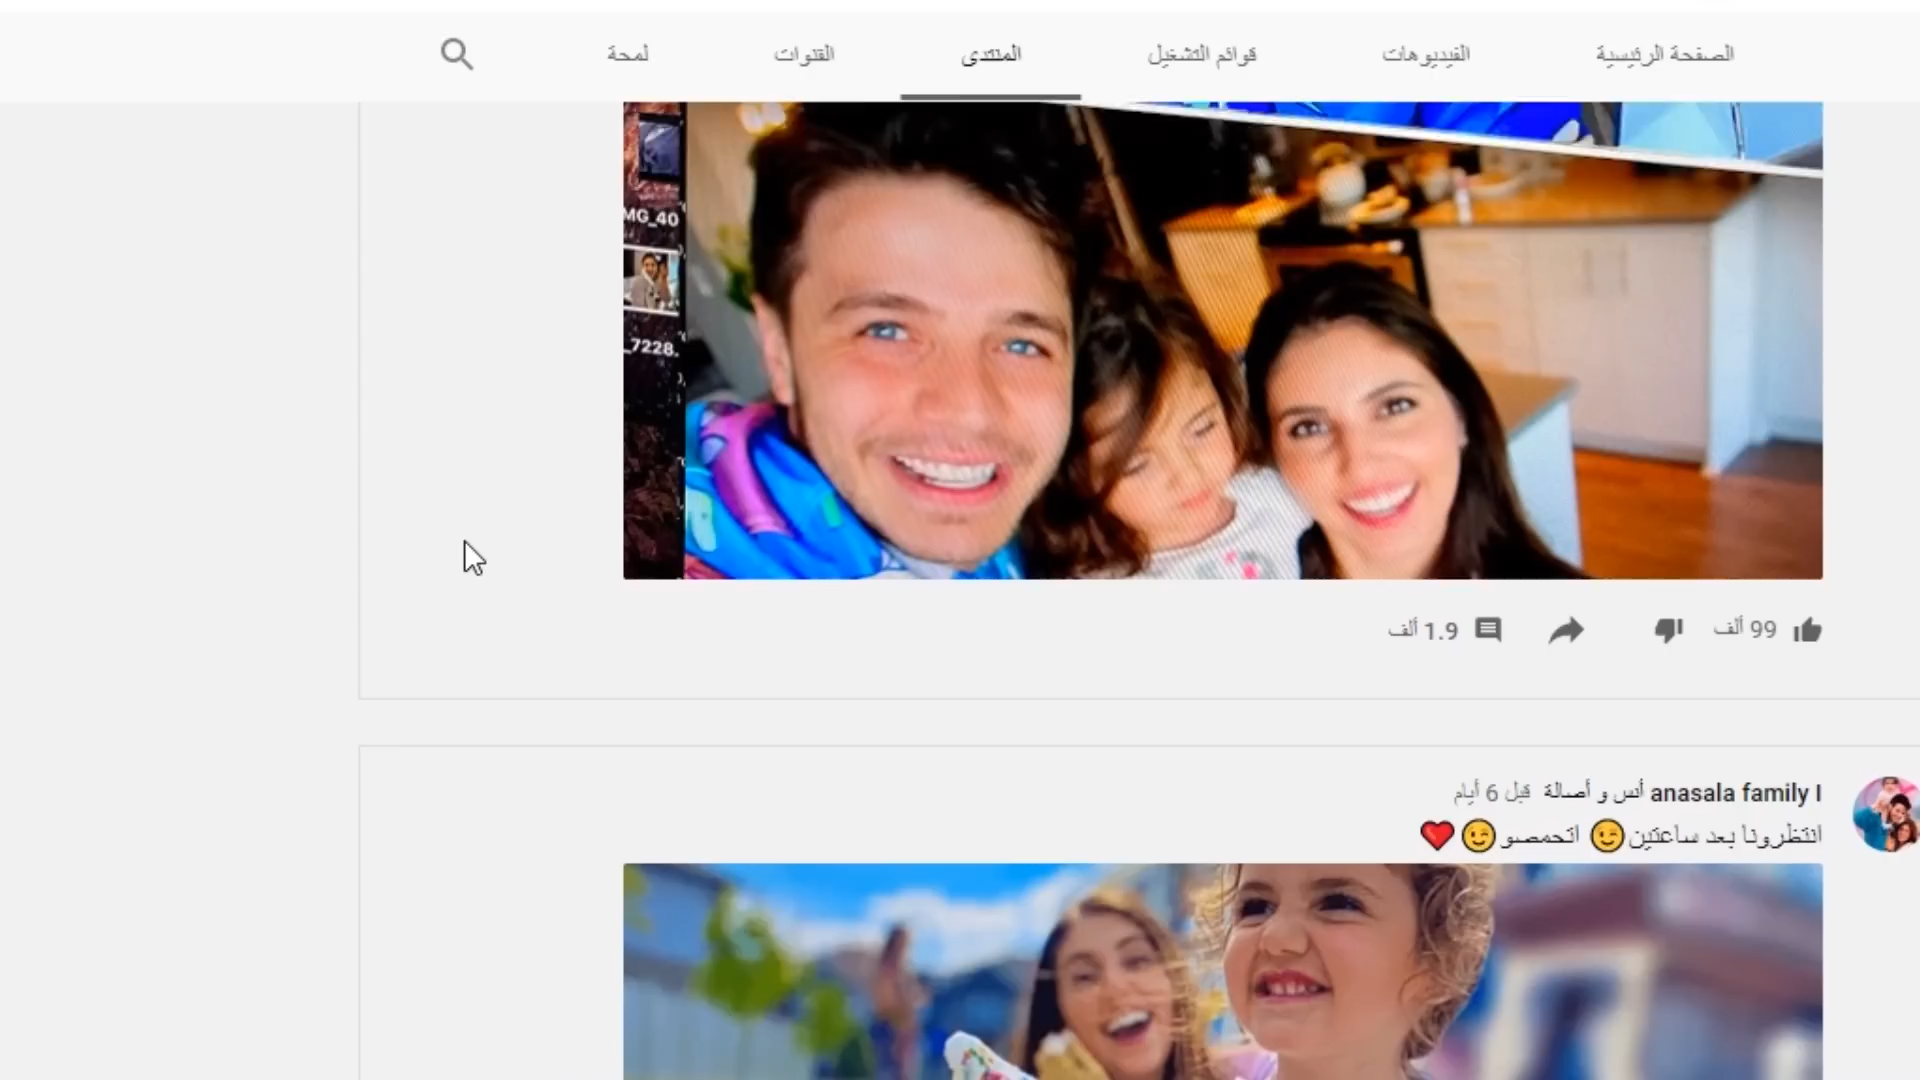 الصفحة الرئيسية الفيديوهات قوائم التشغيل المنتدى القنوات لمحة
MG_40
_7228.
99 ألف 1.9 ألف
anasala family I أنس و أصالة قبل 6 أيام
انتظرونا بعد ساعتين😉 اتحمصو😉❤️